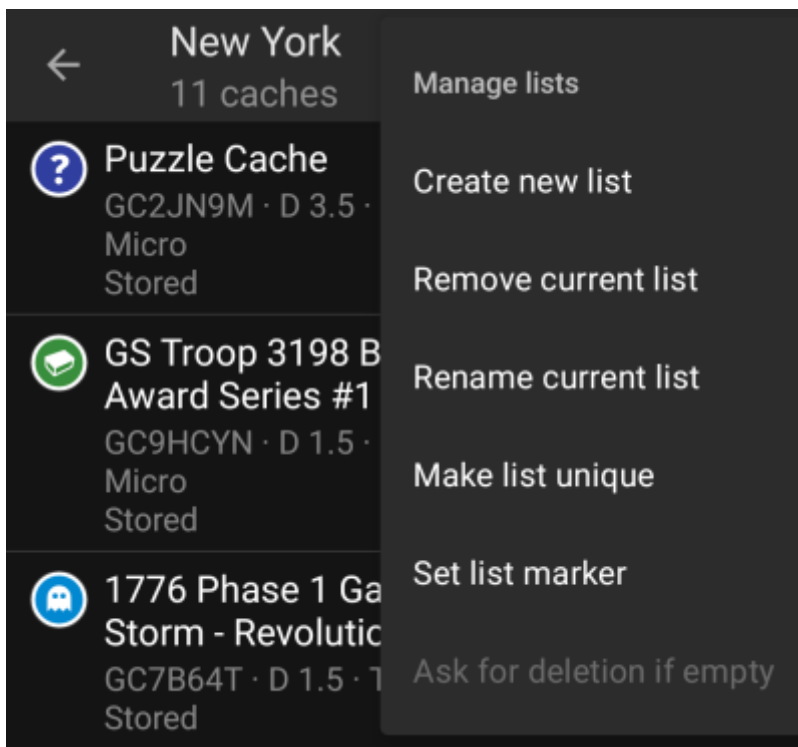 New York
11 caches
Puzzle Cache
GC2JN9M · D 3.5 ·
Micro
Stored
GS Troop 3198 B
Award Series #1
GC9HCYN · D 1.5 ·
Micro
Stored
1776 Phase 1 Ga
Storm - Revolutic
GC7B64T · D 1.5 · T
Stored
Manage lists
Create new list
Remove current list
Rename current list
Make list unique
Set list marker
Ask for deletion if empty